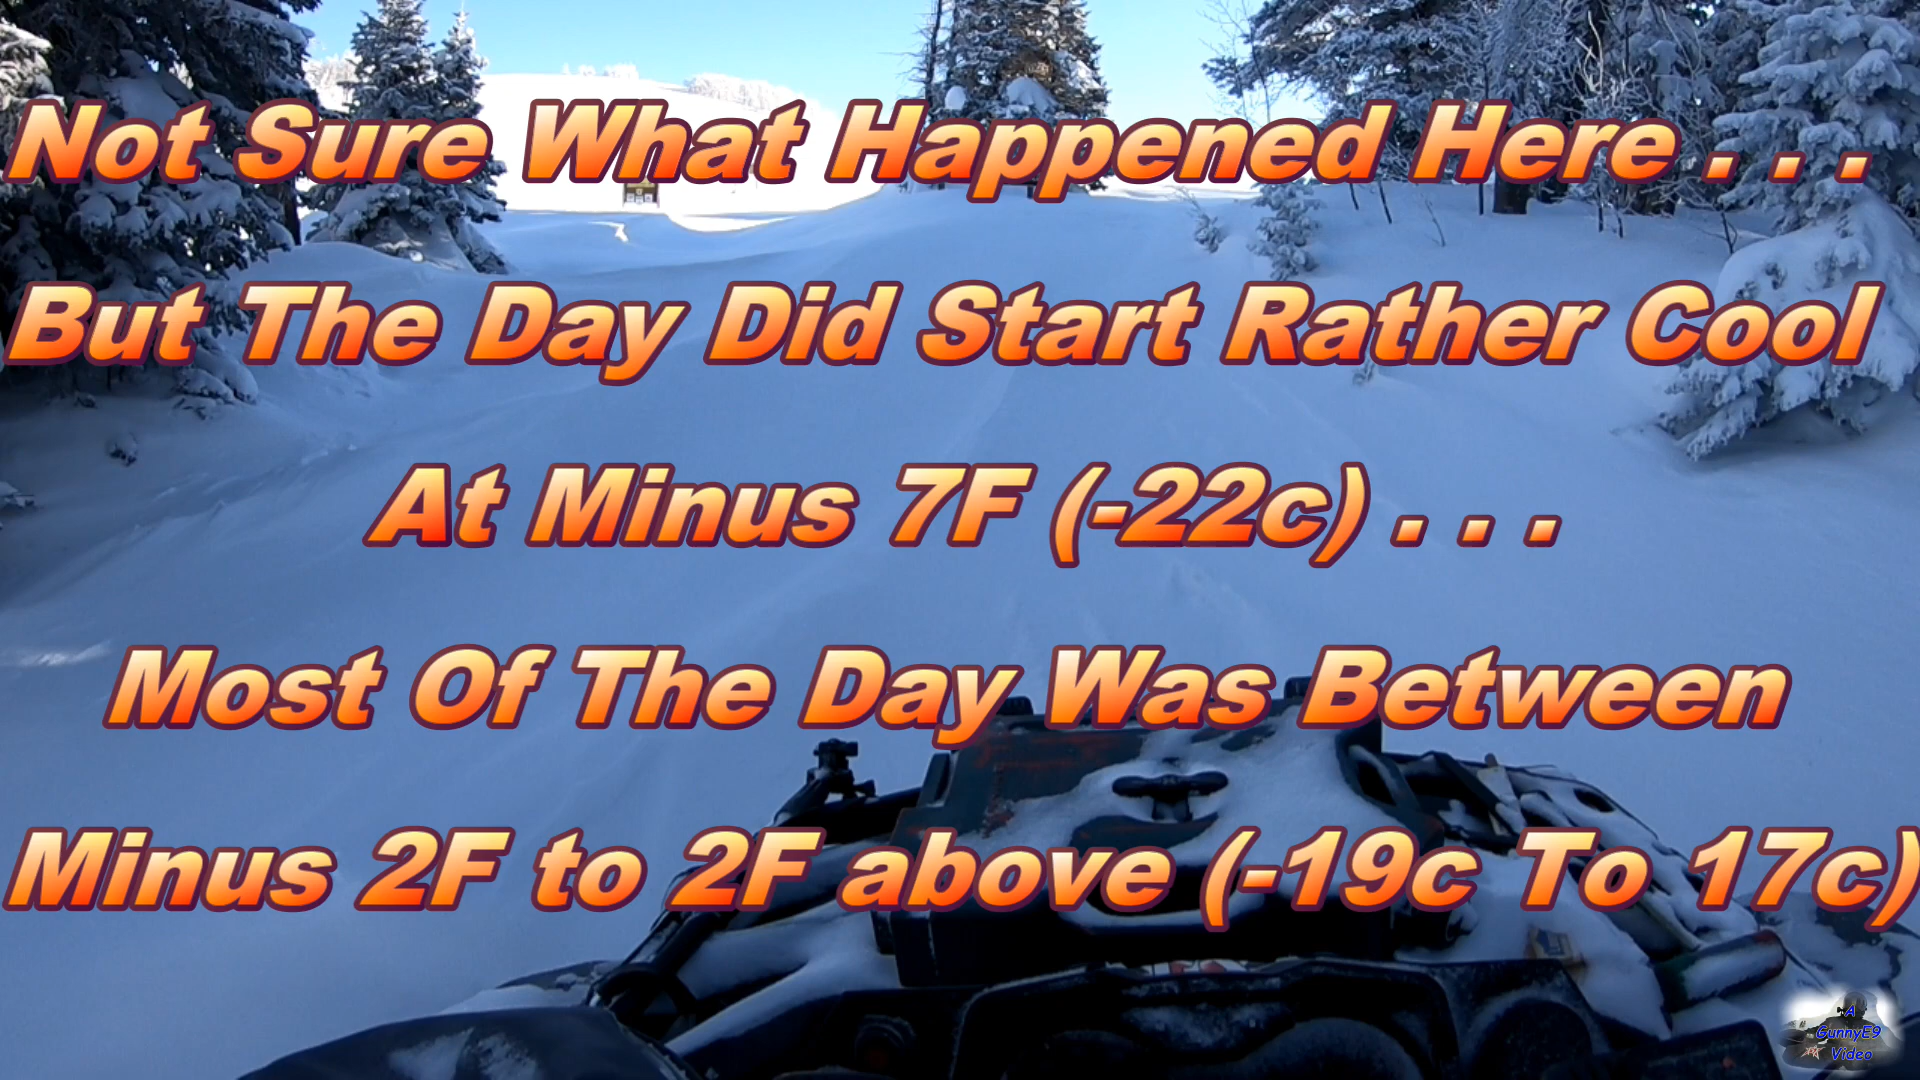 Not Sure What Happened Here . . .
But The Day Did Start Rather Cool
At Minus 7F (-22c) . . .
Most Of The Day Was Between
Minus 2F to 2F above (-19c To 17c)
A
GunnyE9
Video